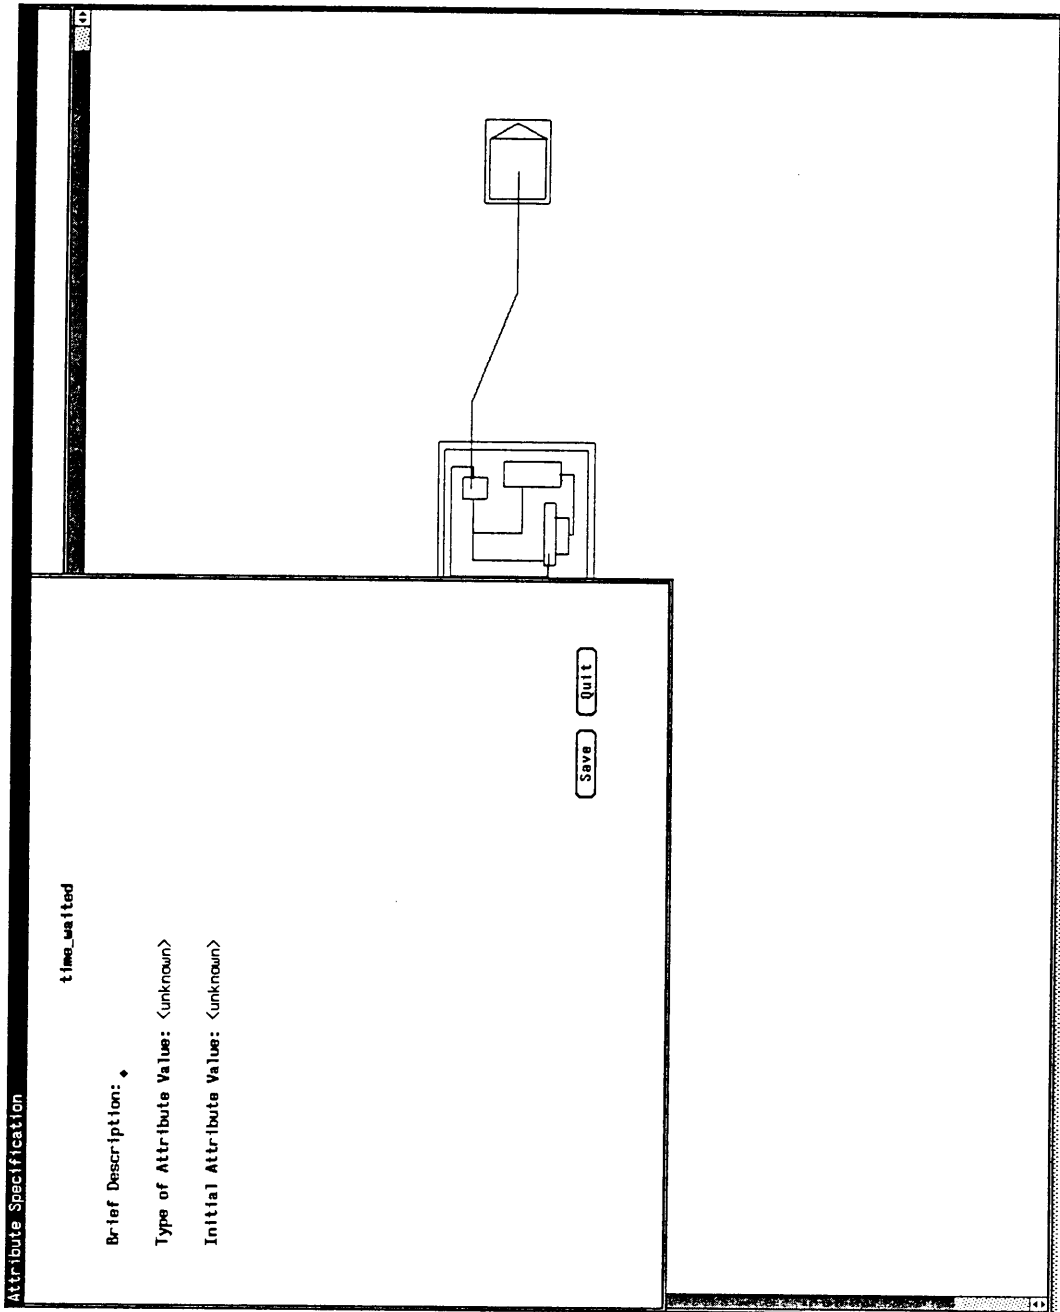 Attribute Specification
time_waited
Brief Description:
Type of Attribute Value: <unknown>
Initial Attribute Value: <unknown>
Save Quit